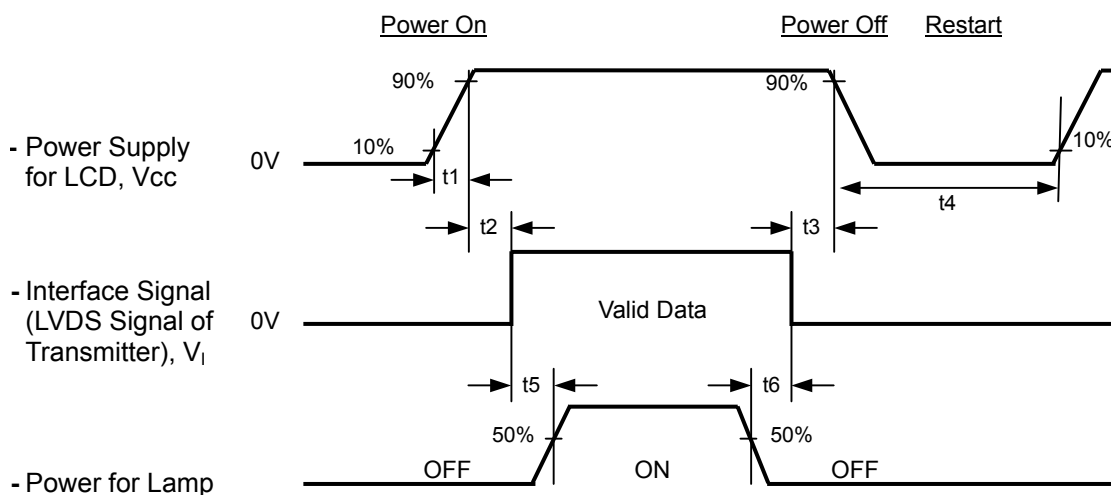 Power On
Power Off Restart
90%
90%
10%
10%
- Power Supply
for LCD, Vcc
0V
t1
t4
t2
t3
- Interface Signal
(LVDS Signal of
Transmitter), V_I
0V
Valid Data
t5
t6
50%
50%
- Power for Lamp
OFF
ON
OFF